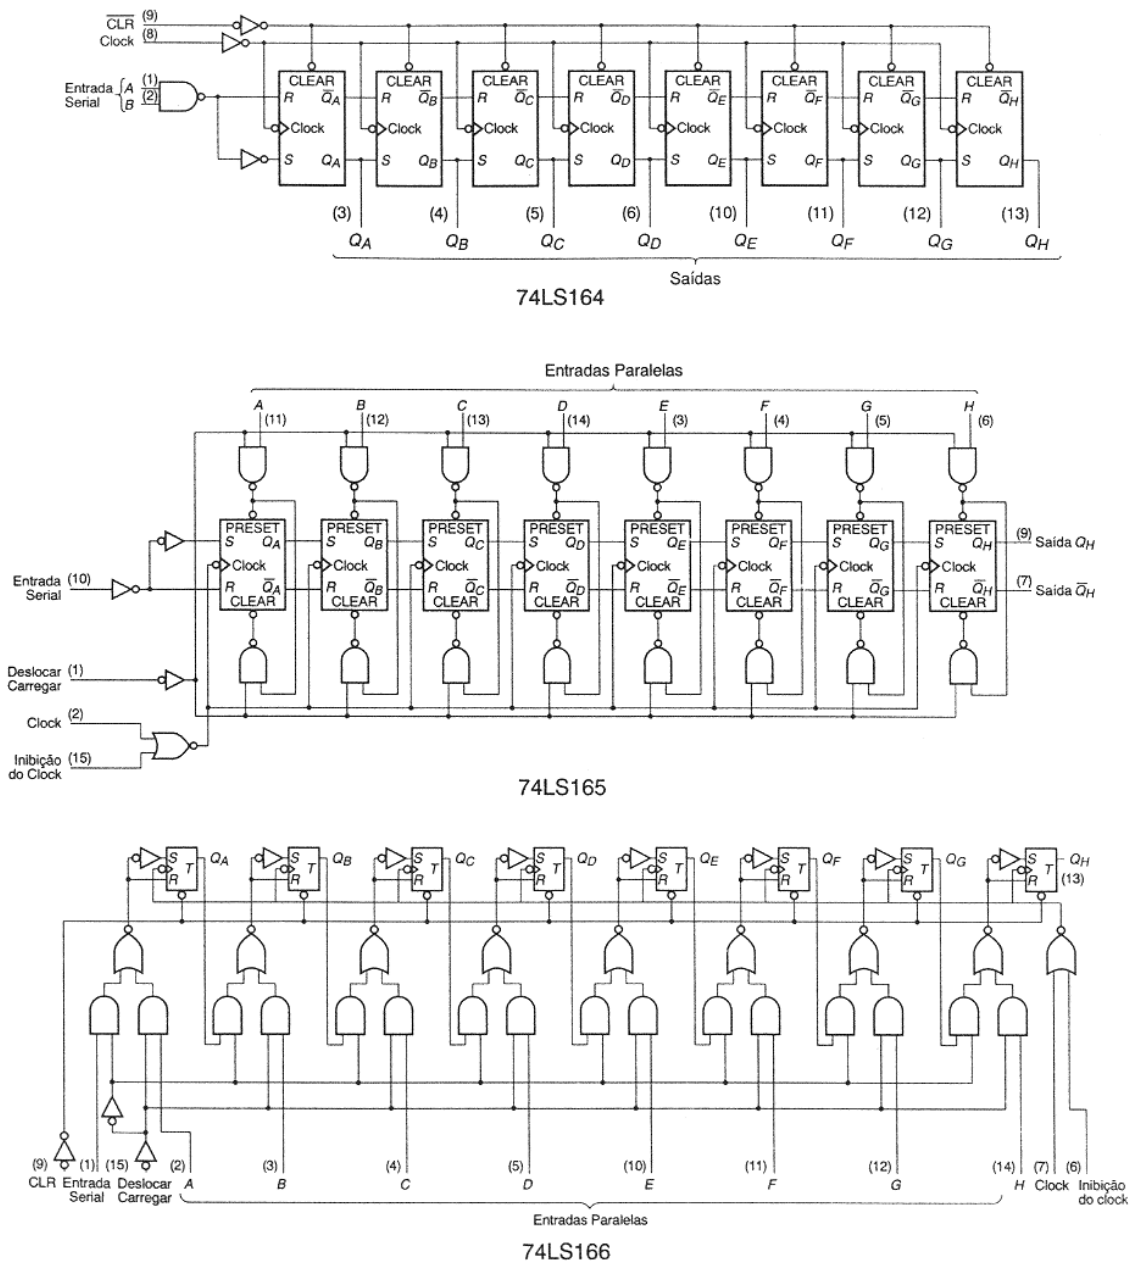 CLR (9)
Clock (8)
Entrada Serial { A (1)
B (2)
CLEAR CLEAR CLEAR CLEAR CLEAR CLEAR CLEAR CLEAR
R Q̅A R Q̅B R Q̅C R Q̅D R Q̅E R Q̅F R Q̅G R Q̅H
Clock Clock Clock Clock Clock Clock Clock Clock
S QA S QB S QC S QD S QE S QF S QG S QH
(3) (4) (5) (6) (10) (11) (12) (13)
QA QB QC QD QE QF QG QH
Saídas
74LS164
Entradas Paralelas
A B C D E F G H
(11) (12) (13) (14) (3) (4) (5) (6)
PRESET PRESET PRESET PRESET PRESET PRESET PRESET PRESET
S QA S QB S QC S QD S QE S QF S QG S QH
(9) Saída QH
Clock Clock Clock Clock Clock Clock Clock Clock
Entrada Serial (10)
R Q̅A R Q̅B R Q̅C R Q̅D R Q̅E R Q̅F R Q̅G R Q̅H
(7) Saída Q̅H
CLEAR CLEAR CLEAR CLEAR CLEAR CLEAR CLEAR CLEAR
Deslocar Carregar (1)
Clock (2)
Inibição do Clock (15)
74LS165
S QA S QB S QC S QD S QE S QF S QG S QH
T T T T T T T T
(13)
R R R R R R R R
(9) (1) (15) (2) (3) (4) (5) (10) (11) (12) (14) (7) (6)
CLR Entrada Serial Deslocar Carregar A B C D E F G H Clock Inibição do clock
Entradas Paralelas
74LS166